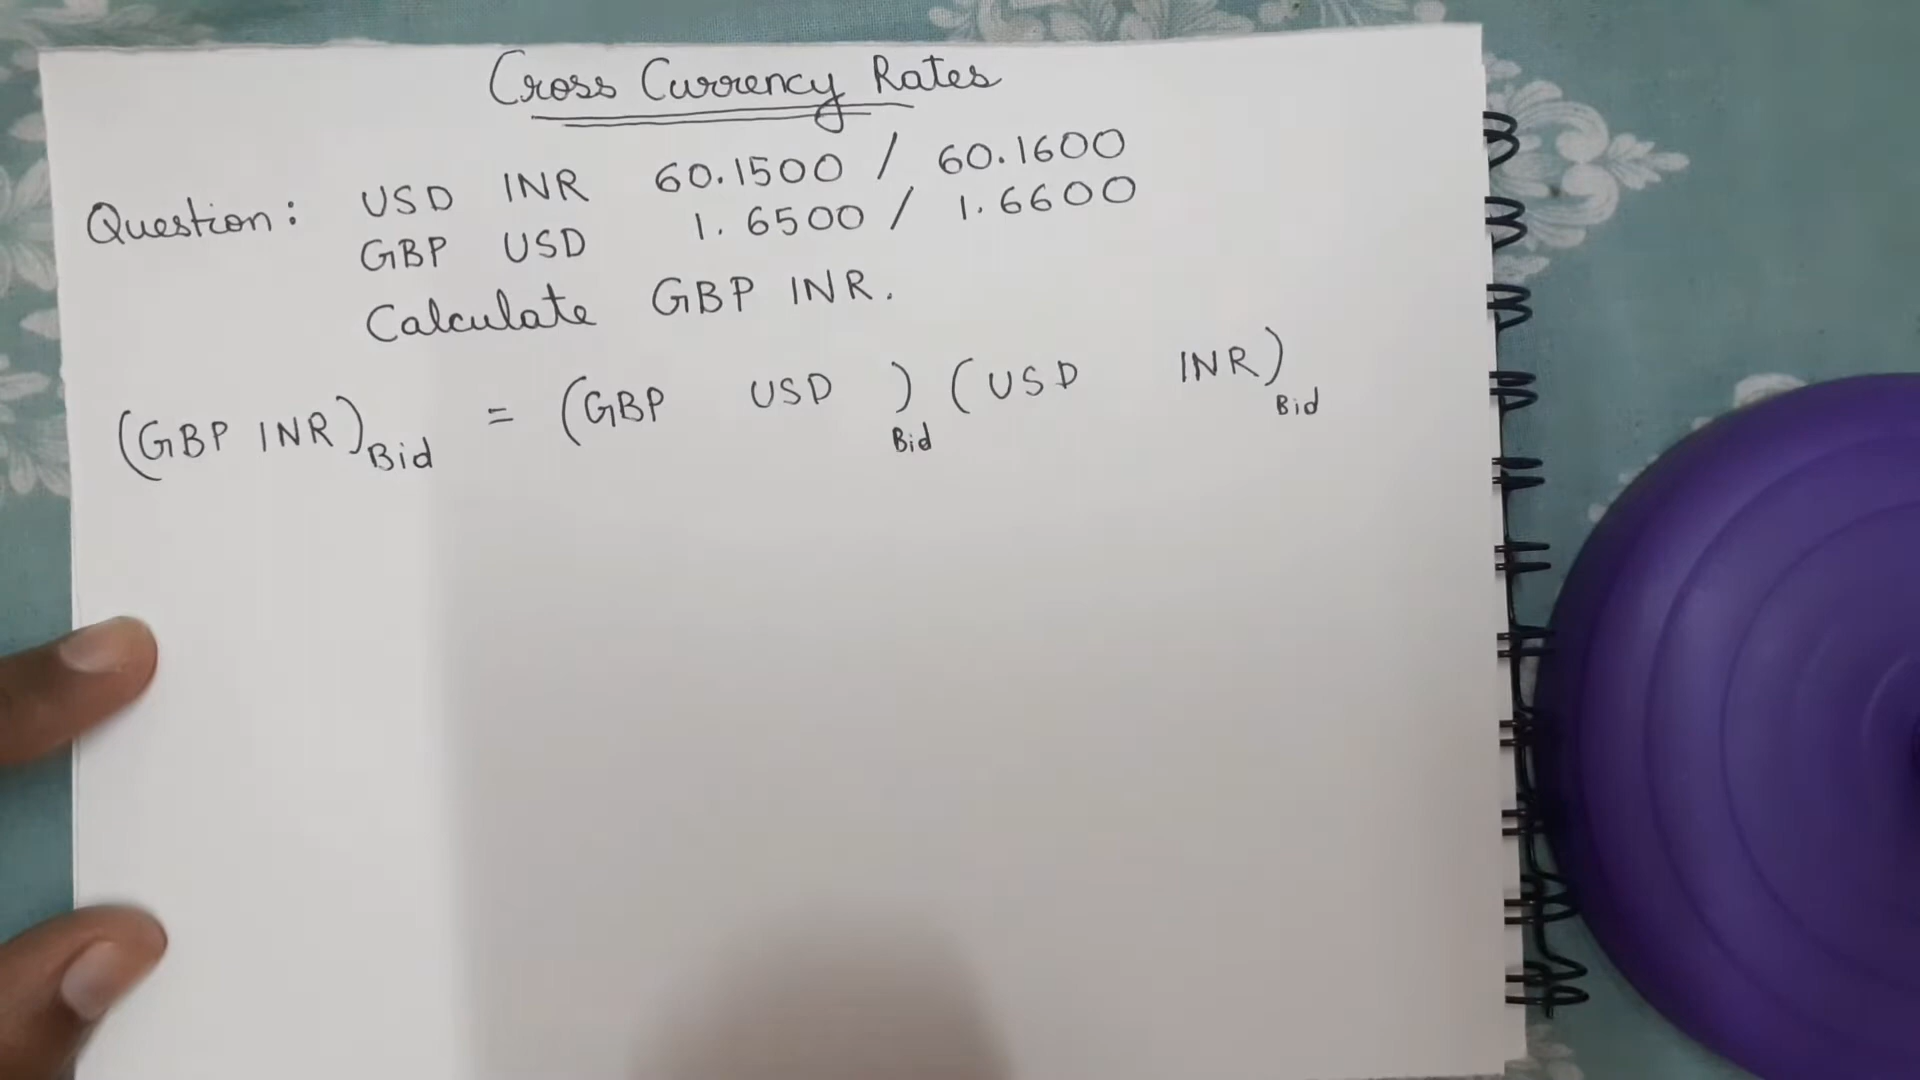 Cross Currency Rates
Question: USD INR 60.1500 / 60.1600
GBP USD 1.6500 / 1.6600
Calculate GBP INR.
(GBP INR)Bid = (GBP USD )Bid (USD INR)Bid